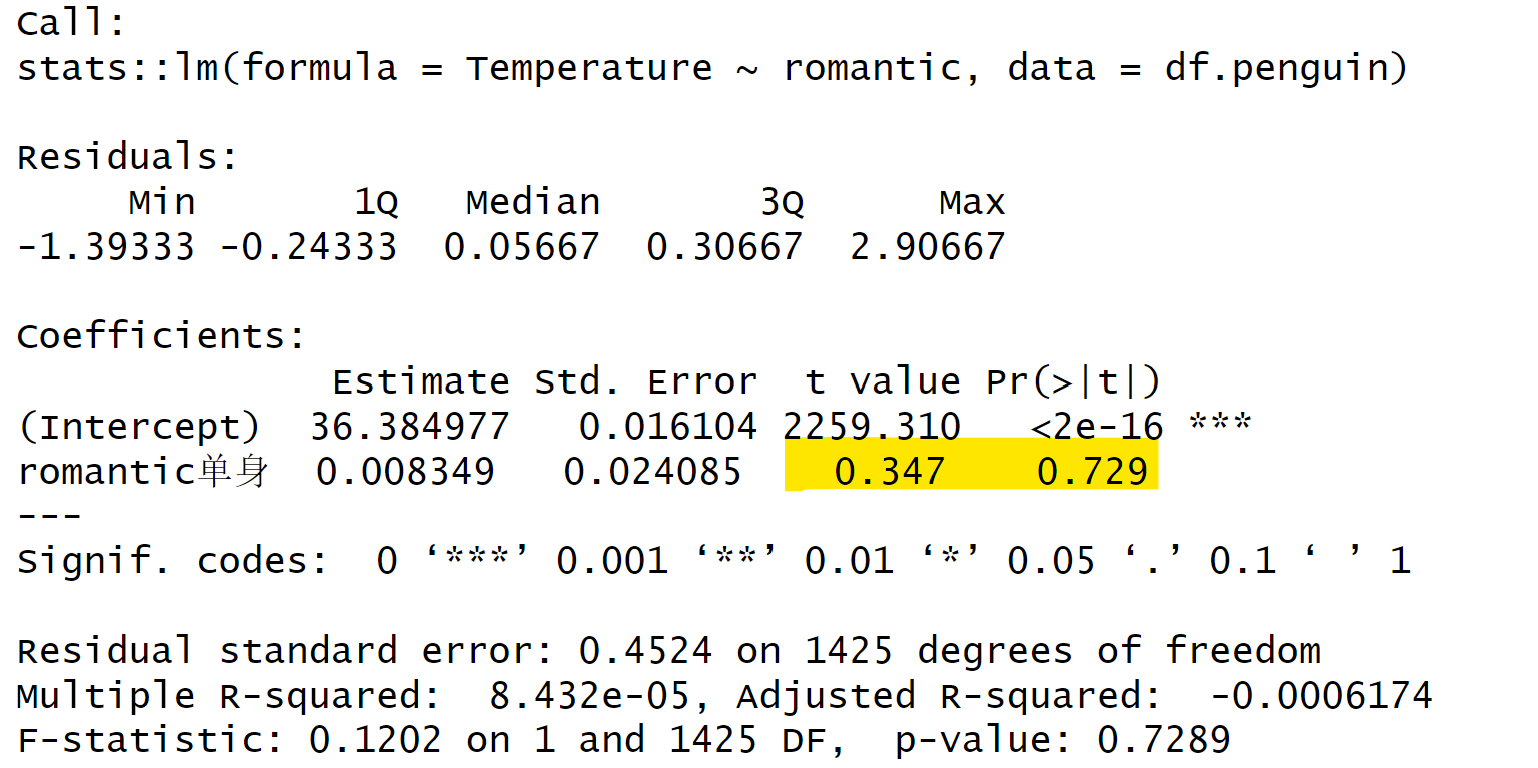 Call:
stats::lm(formula = Temperature ~ romantic, data = df.penguin)
Residuals:
Min 1Q Median 3Q Max
-1.39333 -0.24333 0.05667 0.30667 2.90667
Coefficients:
Estimate Std. Error t value Pr(>|t|)
(Intercept) 36.384977 0.016104 2259.310 <2e-16 ***
romantic单身 0.008349 0.024085 0.347 0.729
---
Signif. codes: 0 ‘***’ 0.001 ‘**’ 0.01 ‘*’ 0.05 ‘.’ 0.1 ‘ ’ 1
Residual standard error: 0.4524 on 1425 degrees of freedom
Multiple R-squared: 8.432e-05, Adjusted R-squared: -0.0006174
F-statistic: 0.1202 on 1 and 1425 DF, p-value: 0.7289